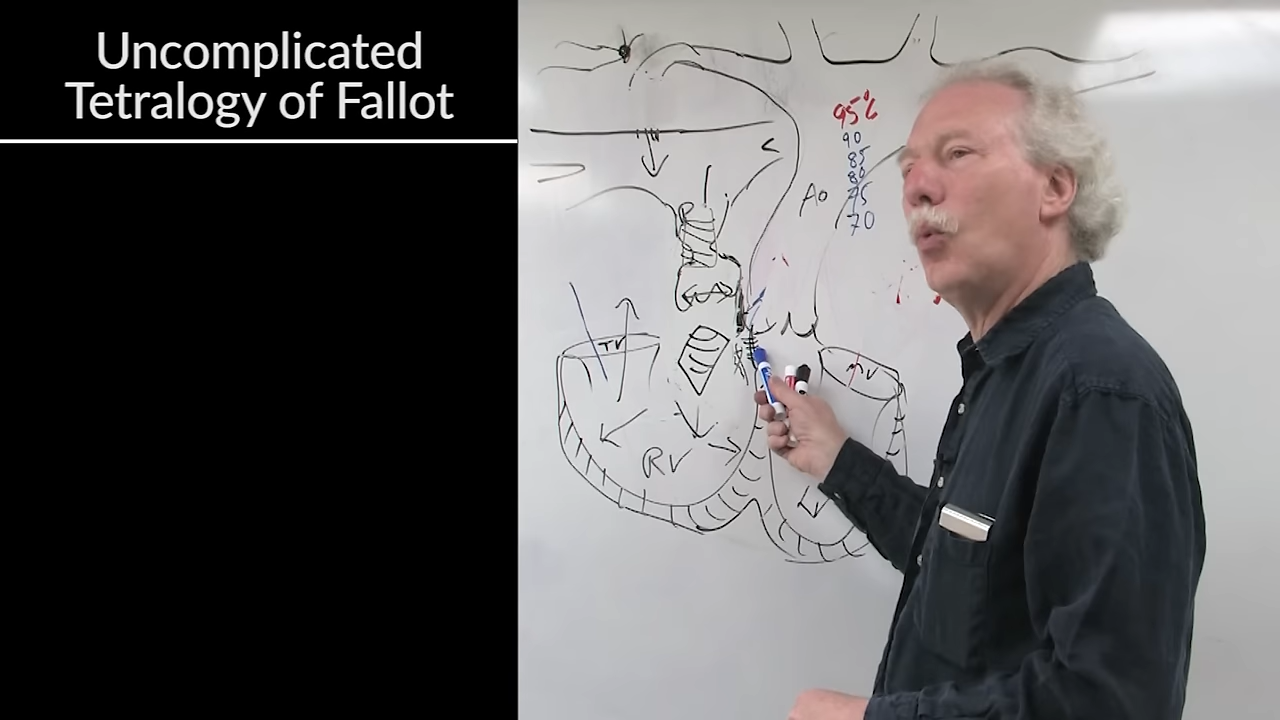 Uncomplicated
Tetralogy of Fallot
95%
90
85
80
75
70
Ao
TV
MV
RV